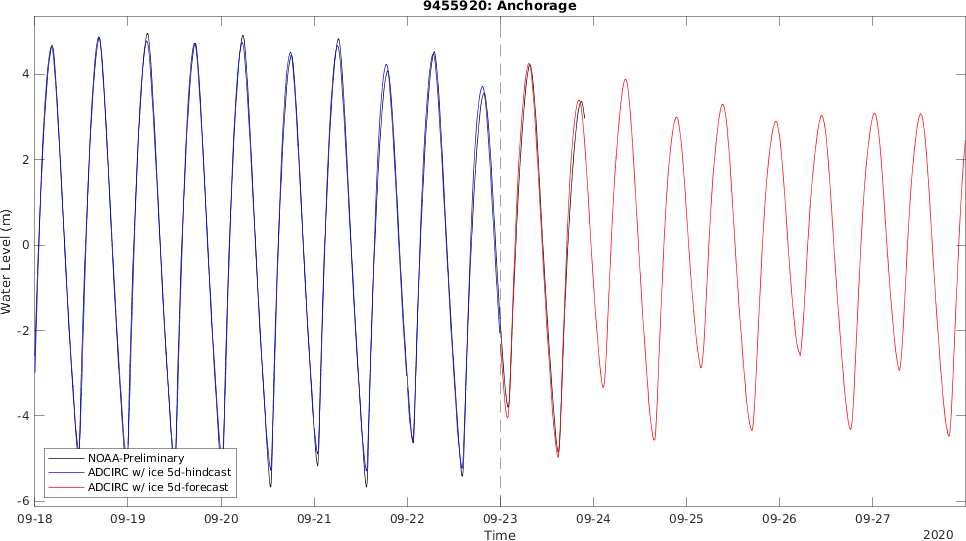 9455920: Anchorage
Water Level (m)
4
2
0
-2
-4
-6
NOAA-Preliminary
ADCIRC w/ ice 5d-hindcast
ADCIRC w/ ice 5d-forecast
09-18 09-19 09-20 09-21 09-22 09-23 09-24 09-25 09-26 09-27
Time
2020